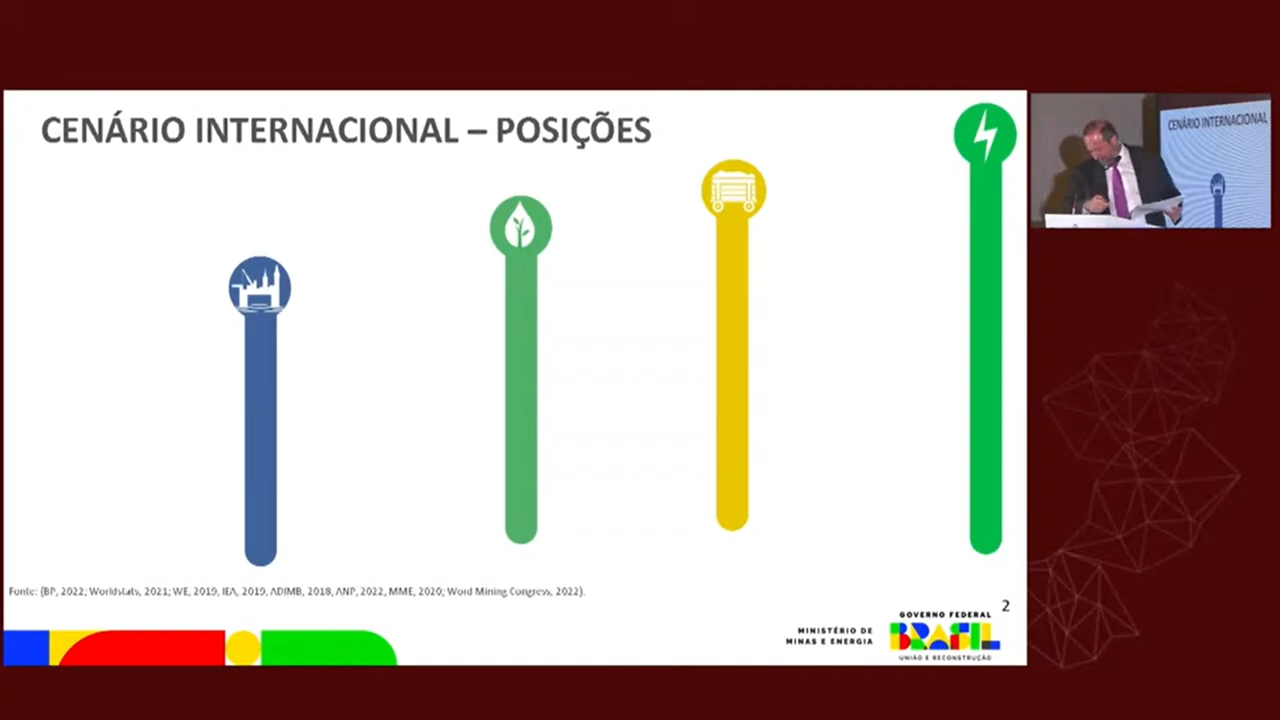 CENÁRIO INTERNACIONAL – POSIÇÕES
CENÁRIO INTERNACIONAL
Fonte: (BP, 2022; Worldstats, 2021; WE, 2019, IEA, 2019, ADIMB, 2018, ANP, 2022, MME, 2020; Word Mining Congress, 2022).
2
MINISTÉRIO DE
MINAS E ENERGIA
GOVERNO FEDERAL
BRASIL
UNIÃO E RECONSTRUÇÃO